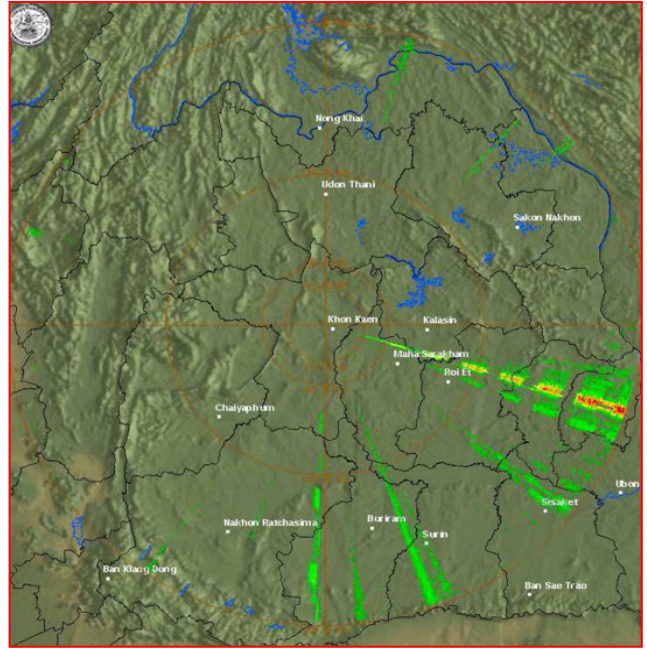 Nong Khai
Udon Thani
Sakon Nakhon
Khon Kaen
Kalasin
Maha Sarakham
Roi Et
Chaiyaphum
Ubon
Sisaket
Nakhon Ratchasima
Buriram
Surin
Ban Klang Dong
Ban Sae Trao